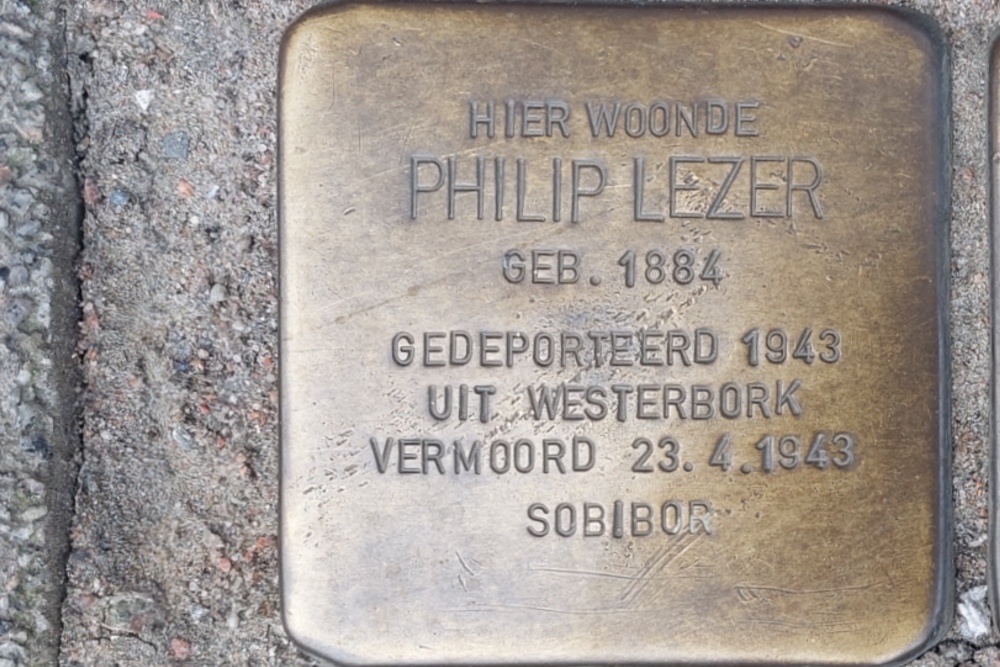 HIER WOONDE
PHILIP LEZER
GEB. 1884
GEDEPORTEERD 1943
UIT WESTERBORK
VERMOORD 23.4.1943
SOBIBOR